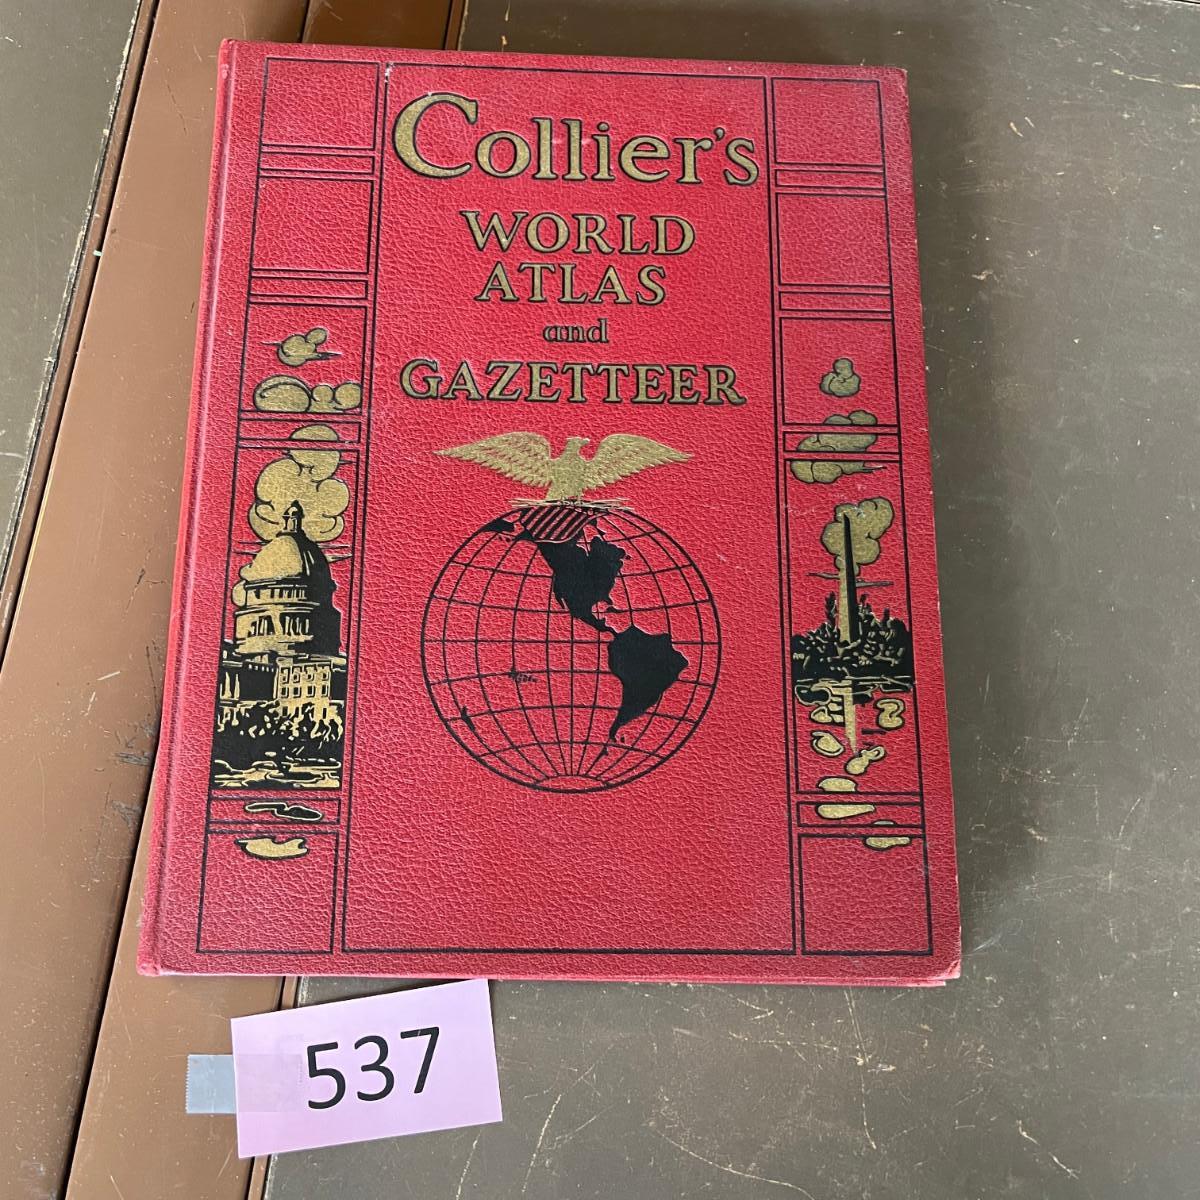 Collier's
WORLD
ATLAS
and
GAZETTEER
537